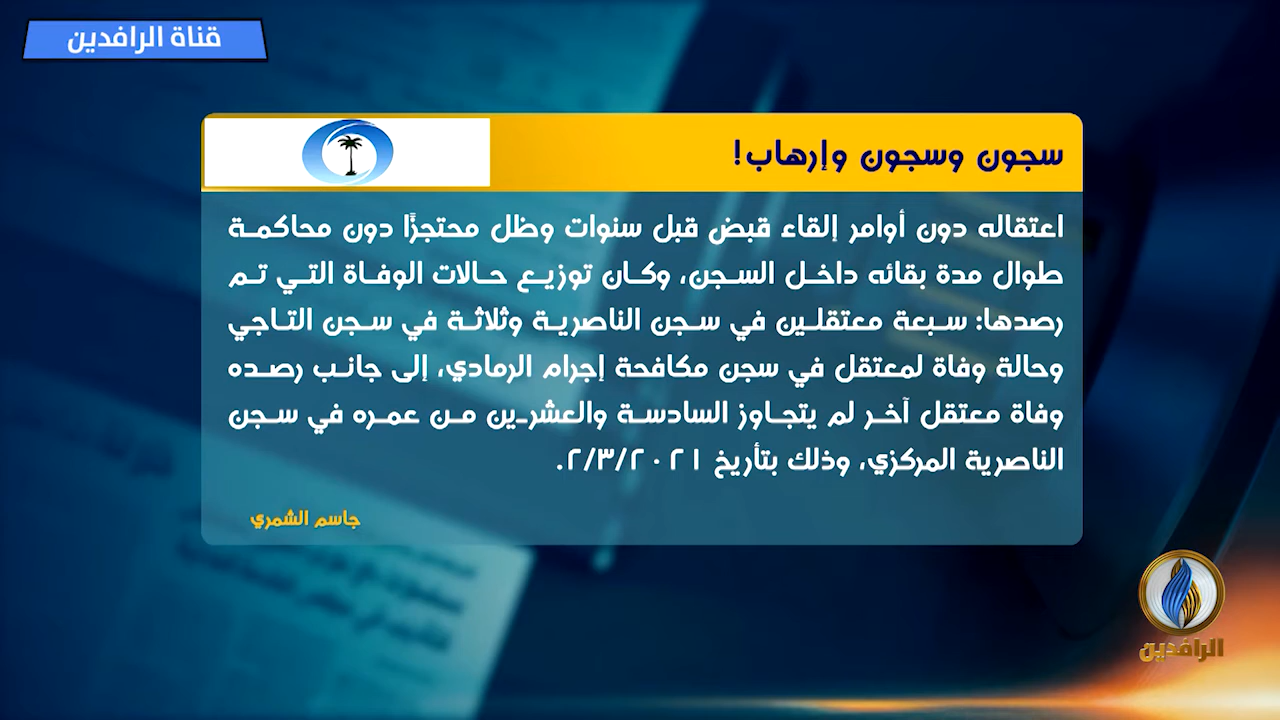 قناة الرافدين
سجون وسجون وإرهاب!
اعتقاله دون أوامر إلقاء قبض قبل سنوات وظل محتجزًا دون محاكمة
طوال مدة بقائه داخل السجن، وكان توزيع حالات الوفاة التي تم
رصدها: سبعة معتقلين في سجن الناصرية وثلاثة في سجن التاجي
وحالة وفاة لمعتقل في سجن مكافحة إجرام الرمادي، إلى جانب رصده
وفاة معتقل آخر لم يتجاوز السادسة والعشرين من عمره في سجن
الناصرية المركزي، وذلك بتأريخ ٢/٣/٢٠٢١.
جاسم الشمري
الرافدين